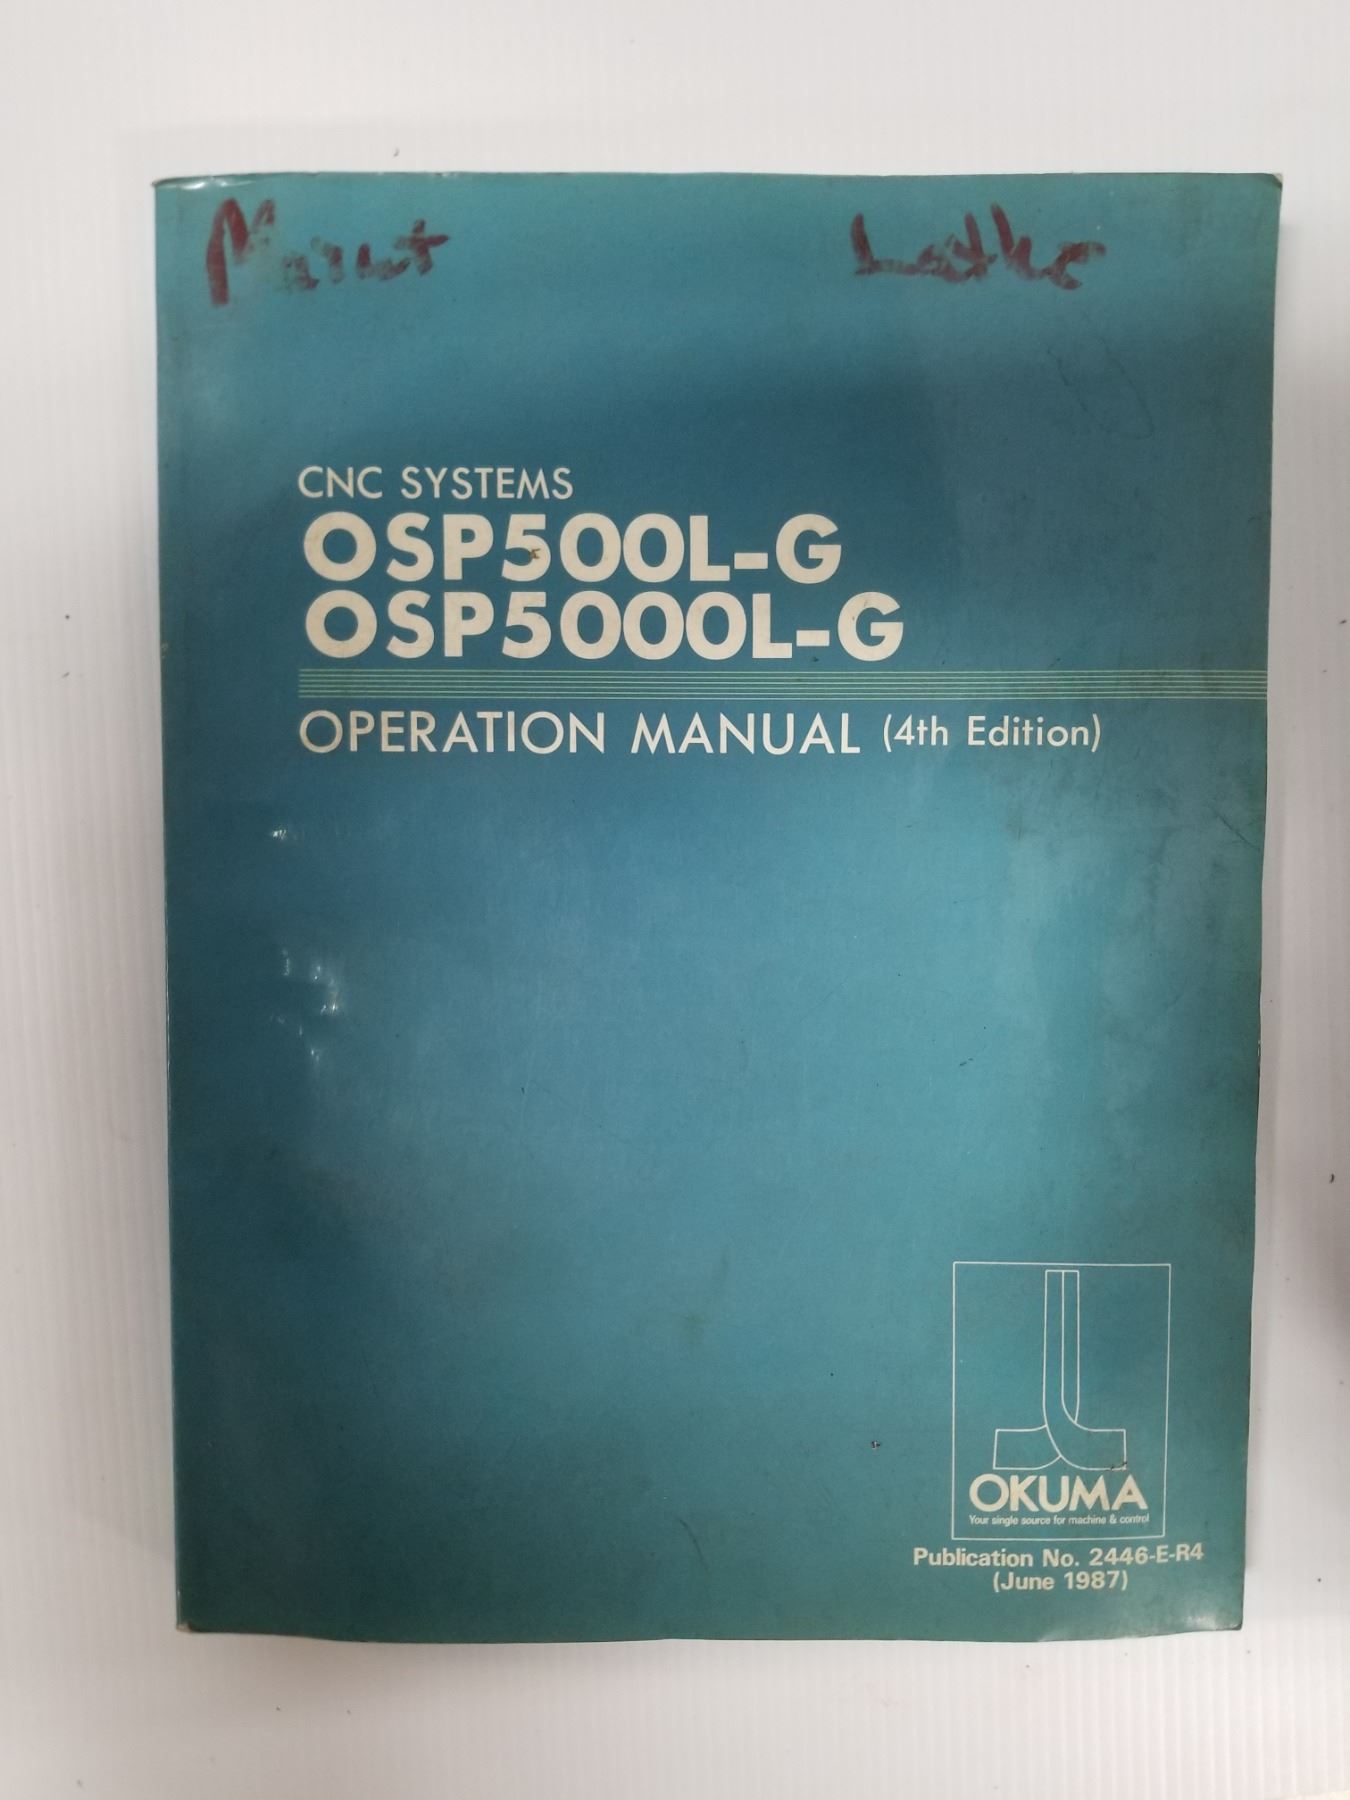 Lathe
CNC SYSTEMS
OSP500L-G
OSP5000L-G
OPERATION MANUAL (4th Edition)
OKUMA
Your single source for machine & control
Publication No. 2446-E-R4
(June 1987)